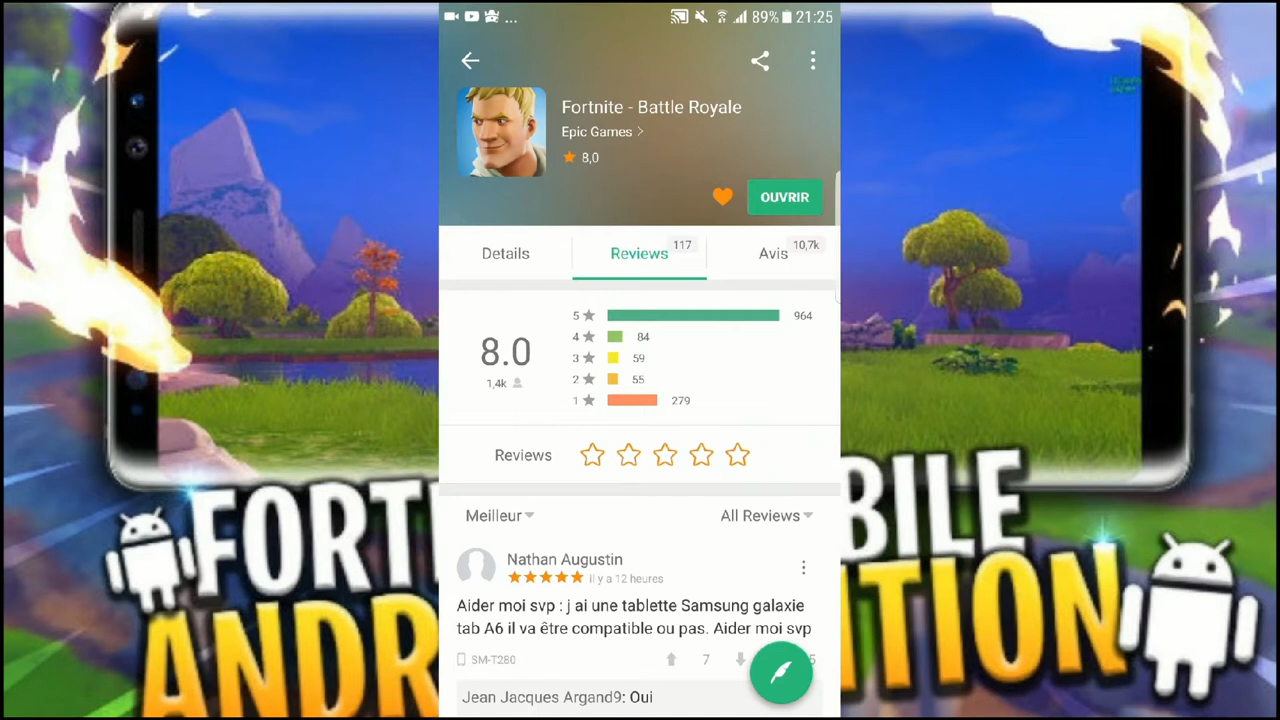 ... 89% 21:25
Fortnite - Battle Royale
Epic Games
8,0
OUVRIR
Details
Reviews 117
Avis 10,7k
5 964
4 84
8.0
3 59
1,4k
2 55
1 279
Reviews
Meilleur
All Reviews
Nathan Augustin
il y a 12 heures
Aider moi svp : j ai une tablette Samsung galaxie
tab A6 il va être compatible ou pas. Aider moi svp
SM-T280
7
5
Jean Jacques Argand9: Oui
FORT
BILE
ANDR
TION